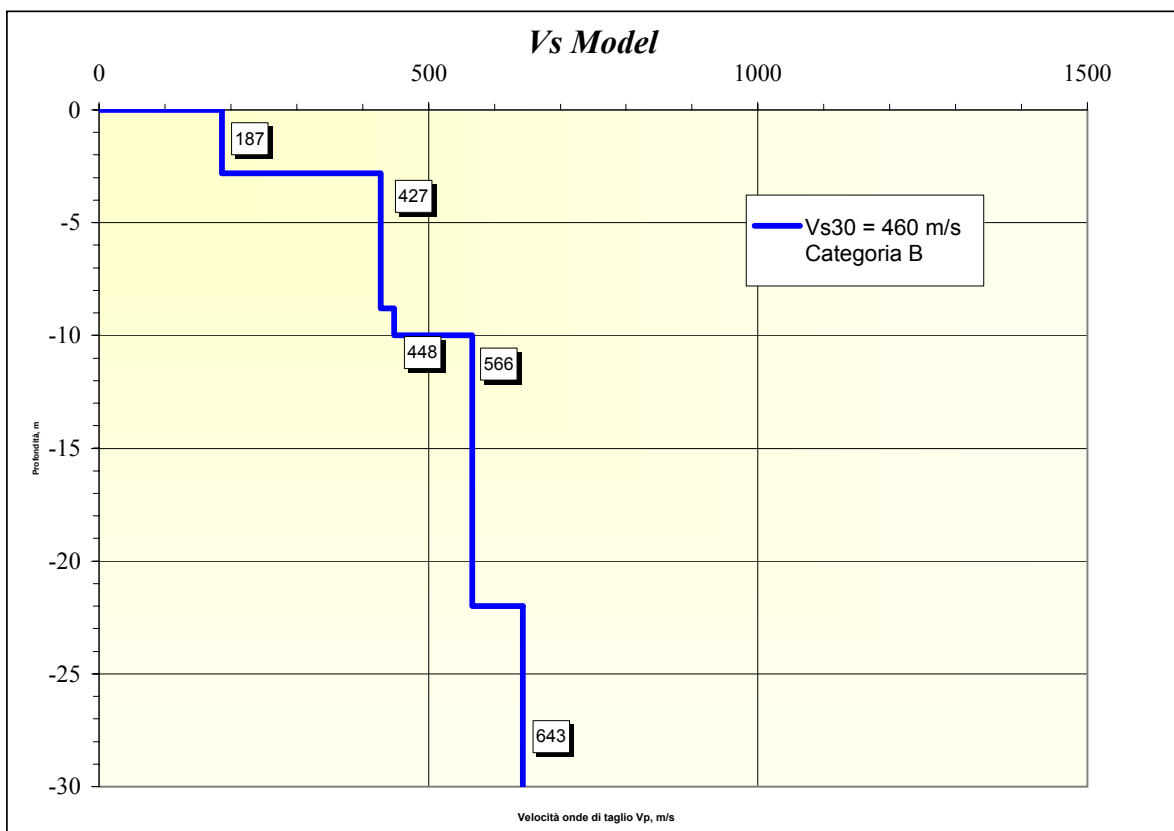 Vs Model
0 500 1000 1500
0
187
427
-5
Vs30 = 460 m/s
Categoria B
-10
448
566
-15
Profondità, m
-20
-25
643
-30
Velocità onde di taglio Vp, m/s